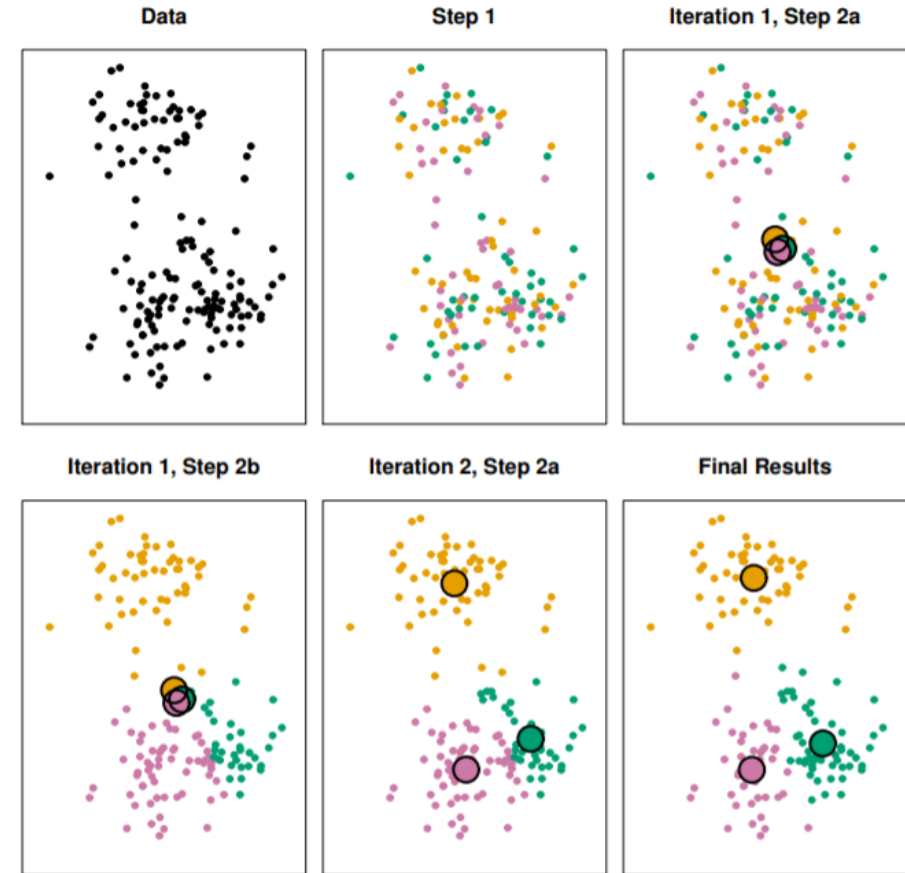 Data
Step 1
Iteration 1, Step 2a
Iteration 1, Step 2b
Iteration 2, Step 2a
Final Results